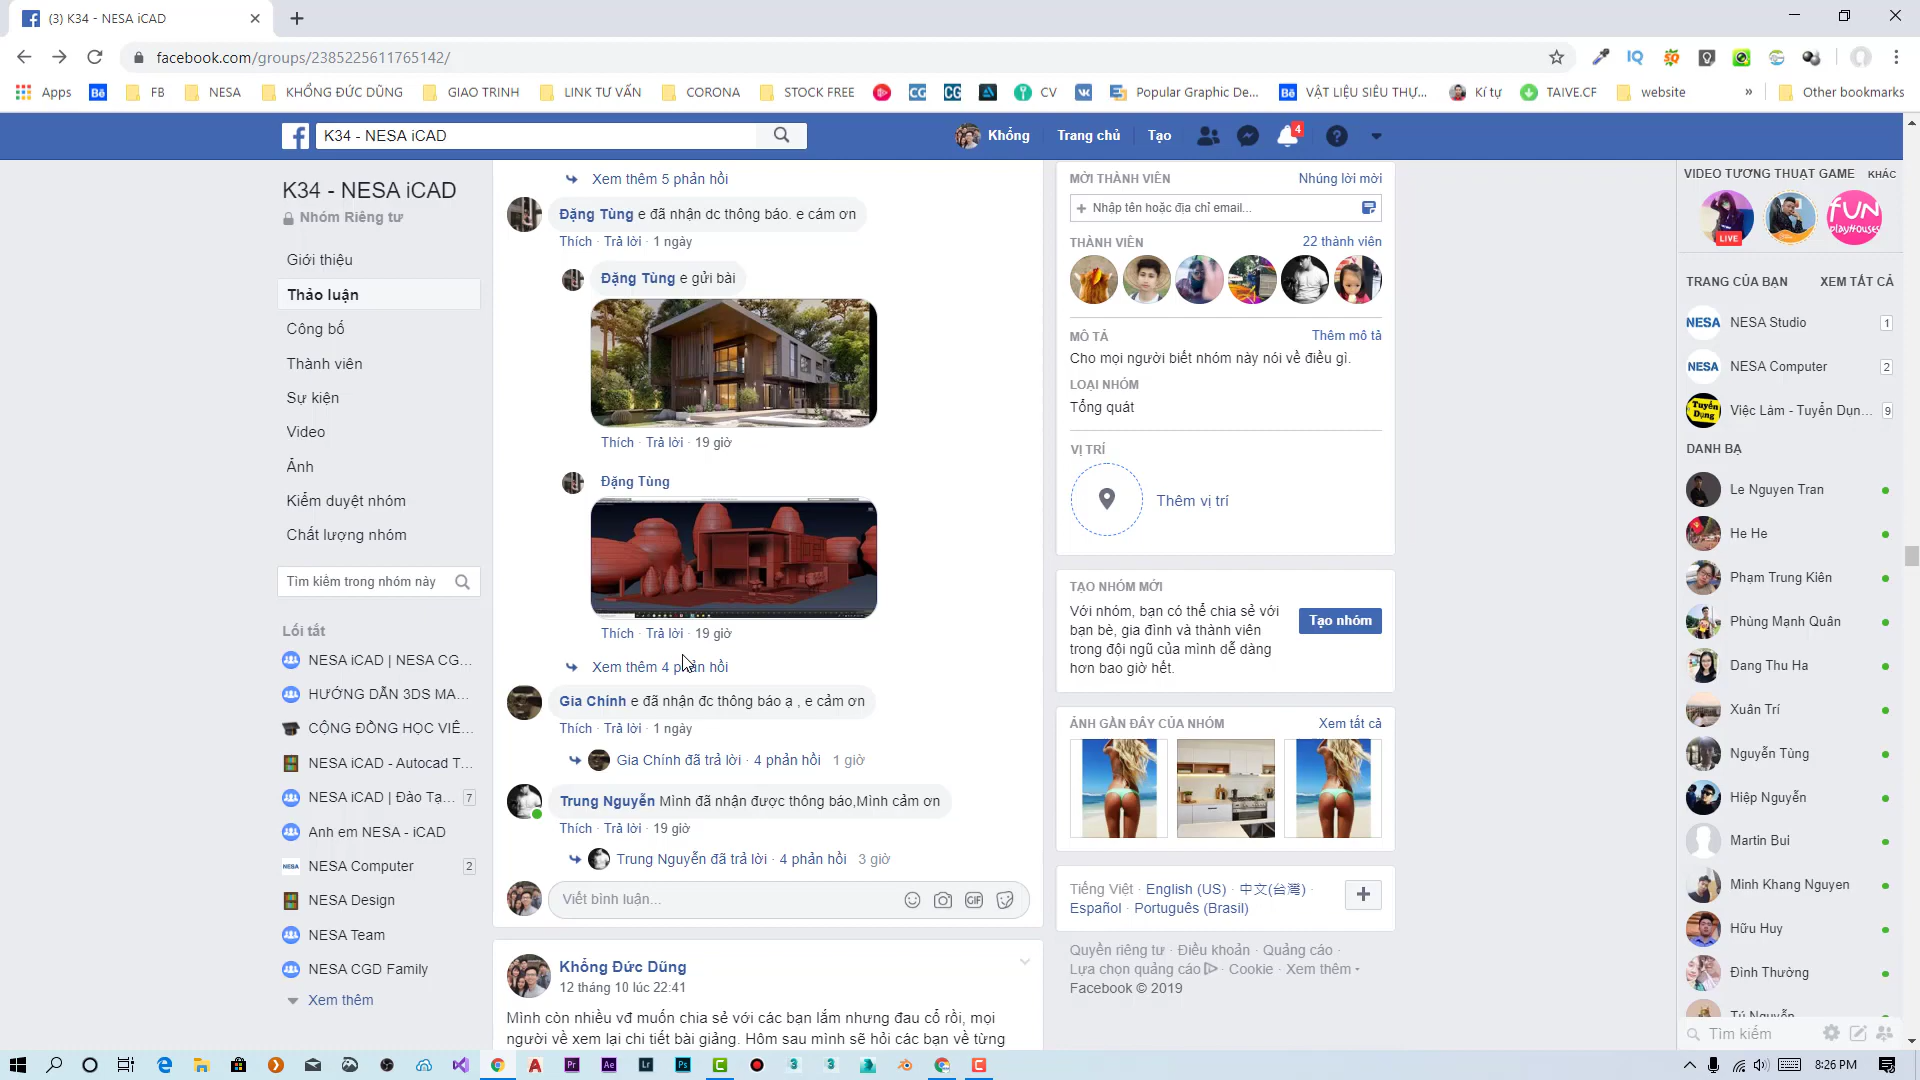 (3) K34 - NESA iCAD
facebook.com/groups/2385225611765142/
Apps
FB
NESA
KHỔNG ĐỨC DŨNG
GIAO TRINH
LINK TƯ VẤN
CORONA
STOCK FREE
CV
Popular Graphic De...
VẬT LIỆU SIÊU THỰ...
Kí tự
TAIVE.CF
website
»
Other bookmarks
K34 - NESA iCAD
Khổng
Trang chủ
Tạo
4
K34 - NESA iCAD
Nhóm Riêng tư
Giới thiệu
Thảo luận
Công bố
Thành viên
Sự kiện
Video
Ảnh
Kiểm duyệt nhóm
Chất lượng nhóm
Tìm kiếm trong nhóm này
Lối tắt
NESA iCAD | NESA CG...
HƯỚNG DẪN 3DS MA...
CỘNG ĐỒNG HỌC VIÊ...
NESA iCAD - Autocad T...
NESA iCAD | Đào Tạ... 7
Anh em NESA - iCAD
NESA Computer 2
NESA Design
NESA Team
NESA CGD Family
Xem thêm
Xem thêm 5 phản hồi
Đặng Tùng e đã nhận dc thông báo. e cám ơn
Thích · Trả lời · 1 ngày
Đặng Tùng e gửi bài
Thích · Trả lời · 19 giờ
Đặng Tùng
Thích · Trả lời · 19 giờ
Xem thêm 4 phản hồi
Gia Chính e đã nhận đc thông báo ạ , e cảm ơn
Thích · Trả lời · 1 ngày
Gia Chính đã trả lời · 4 phản hồi 1 giờ
Trung Nguyễn Mình đã nhận được thông báo,Mình cảm ơn
Thích · Trả lời · 19 giờ
Trung Nguyễn đã trả lời · 4 phản hồi 3 giờ
Viết bình luận...
GIF
Khổng Đức Dũng
12 tháng 10 lúc 22:41
Mình còn nhiều vđ muốn chia sẻ với các bạn lắm nhưng đau cổ rồi, mọi
người về xem lại chi tiết bài giảng. Hôm sau mình sẽ hỏi các bạn về từng
MỜI THÀNH VIÊN Nhúng lời mời
+ Nhập tên hoặc địa chỉ email...
THÀNH VIÊN 22 thành viên
MÔ TẢ Thêm mô tả
Cho mọi người biết nhóm này nói về điều gì.
LOẠI NHÓM
Tổng quát
VỊ TRÍ
Thêm vị trí
TẠO NHÓM MỚI
Với nhóm, bạn có thể chia sẻ với
bạn bè, gia đình và thành viên
trong đội ngũ của mình dễ dàng
hơn bao giờ hết.
Tạo nhóm
ẢNH GẦN ĐÂY CỦA NHÓM Xem tất cả
Tiếng Việt · English (US) · 中文(台灣) ·
Español · Português (Brasil)
Quyền riêng tư · Điều khoản · Quảng cáo ·
Lựa chọn quảng cáo · Cookie · Xem thêm
Facebook © 2019
VIDEO TƯƠNG THUẬT GAME KHÁC
LIVE
fUN
playHouses
TRANG CỦA BẠN XEM TẤT CẢ
NESA NESA Studio 1
NESA NESA Computer 2
Tuyển
Dụng
Việc Làm - Tuyển Dụn... 9
DANH BẠ
Le Nguyen Tran
He He
Phạm Trung Kiên
Phùng Mạnh Quân
Dang Thu Ha
Xuân Trí
Nguyễn Tùng
Hiệp Nguyễn
Martin Bui
Minh Khang Nguyen
Hữu Huy
Đình Thường
Tú Nguyễn
Tìm kiếm
8:26 PM